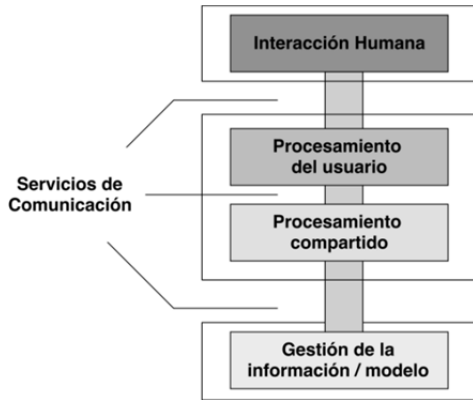 Interacción Humana
Procesamiento
del usuario
Servicios de
Comunicación
Procesamiento
compartido
Gestión de la
información / modelo